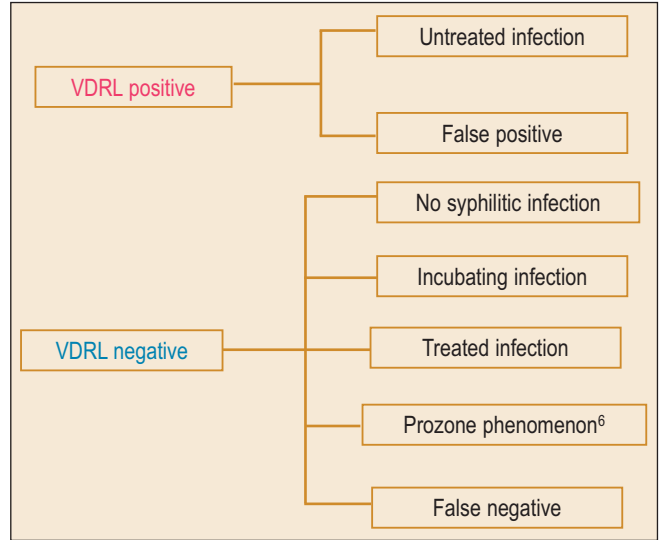 Untreated infection
VDRL positive
False positive
No syphilitic infection
Incubating infection
VDRL negative
Treated infection
Prozone phenomenon⁶
False negative